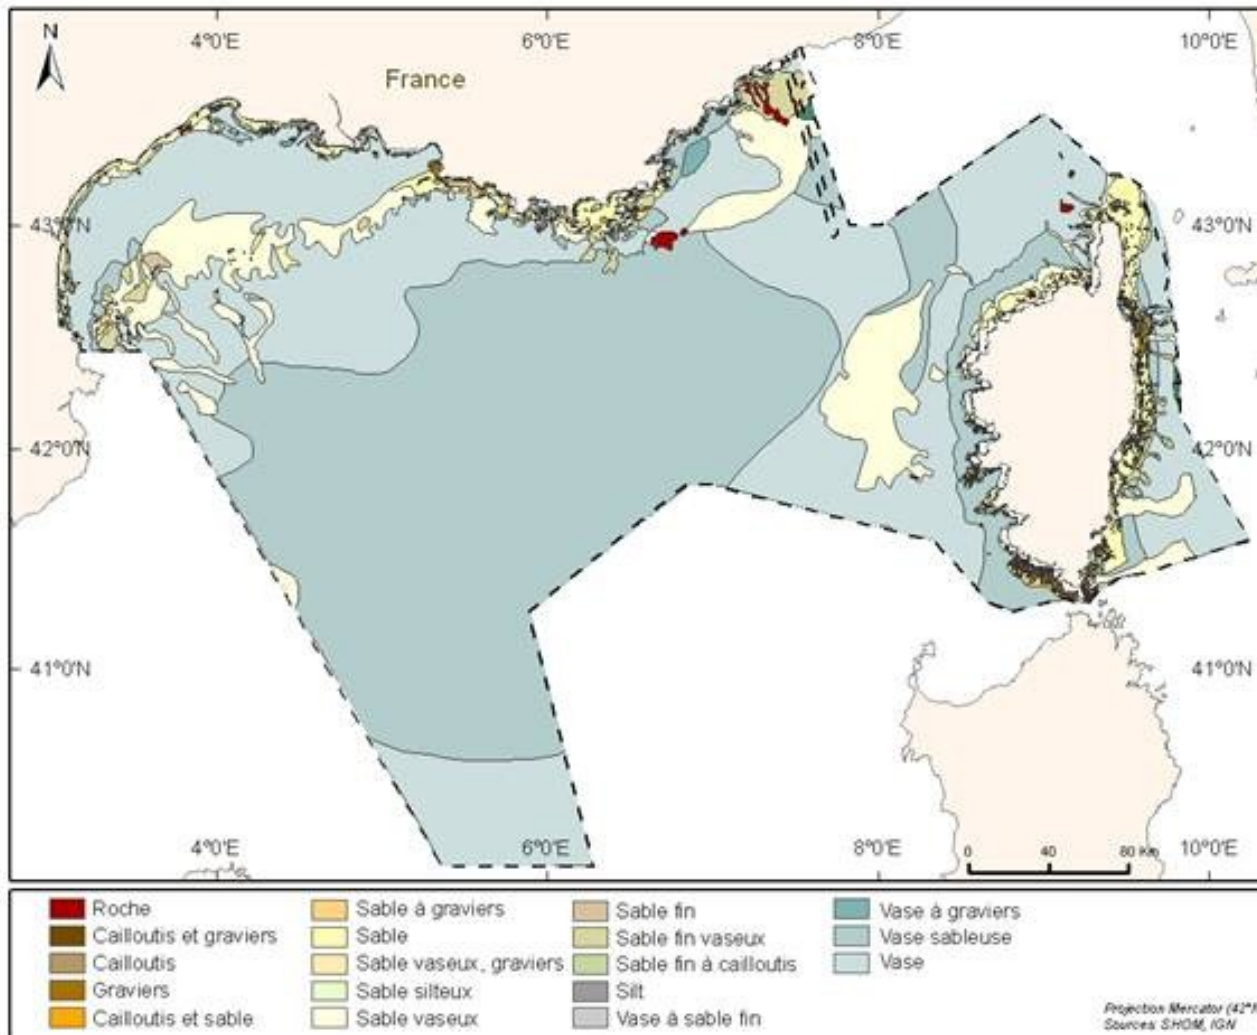 N
4°0'E 6°0'E 8°0'E 10°0'E
France
43°0'N 43°0'N
42°0'N 42°0'N
41°0'N 41°0'N
4°0'E 6°0'E 8°0'E 10°0'E
0 40 80 Km
Roche
Cailloutis et graviers
Cailloutis
Graviers
Cailloutis et sable
Sable à graviers
Sable
Sable vaseux, graviers
Sable silteux
Sable vaseux
Sable fin
Sable fin vaseux
Sable fin à cailloutis
Silt
Vase à sable fin
Vase à graviers
Vase sableuse
Vase
Projection Mercator (42°
Sources: SHOM, IGN